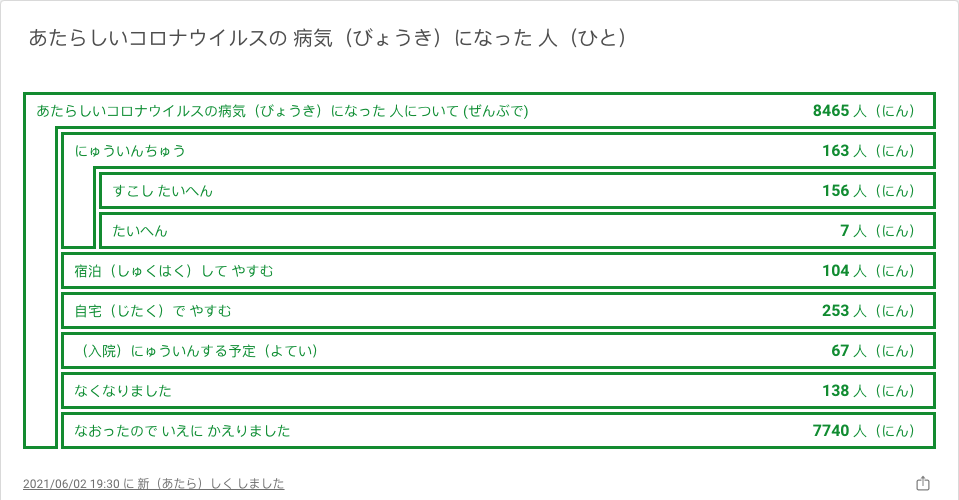 あたらしいコロナウイルスの 病気（びょうき）になった 人（ひと）
あたらしいコロナウイルスの病気（びょうき）になった 人について (ぜんぶで) 8465 人（にん）
にゅういんちゅう 163 人（にん）
すこし たいへん 156 人（にん）
たいへん 7 人（にん）
宿泊（しゅくはく）して やすむ 104 人（にん）
自宅（じたく）で やすむ 253 人（にん）
（入院）にゅういんする予定（よてい） 67 人（にん）
なくなりました 138 人（にん）
なおったので いえに かえりました 7740 人（にん）
2021/06/02 19:30 に 新（あたら）しく しました